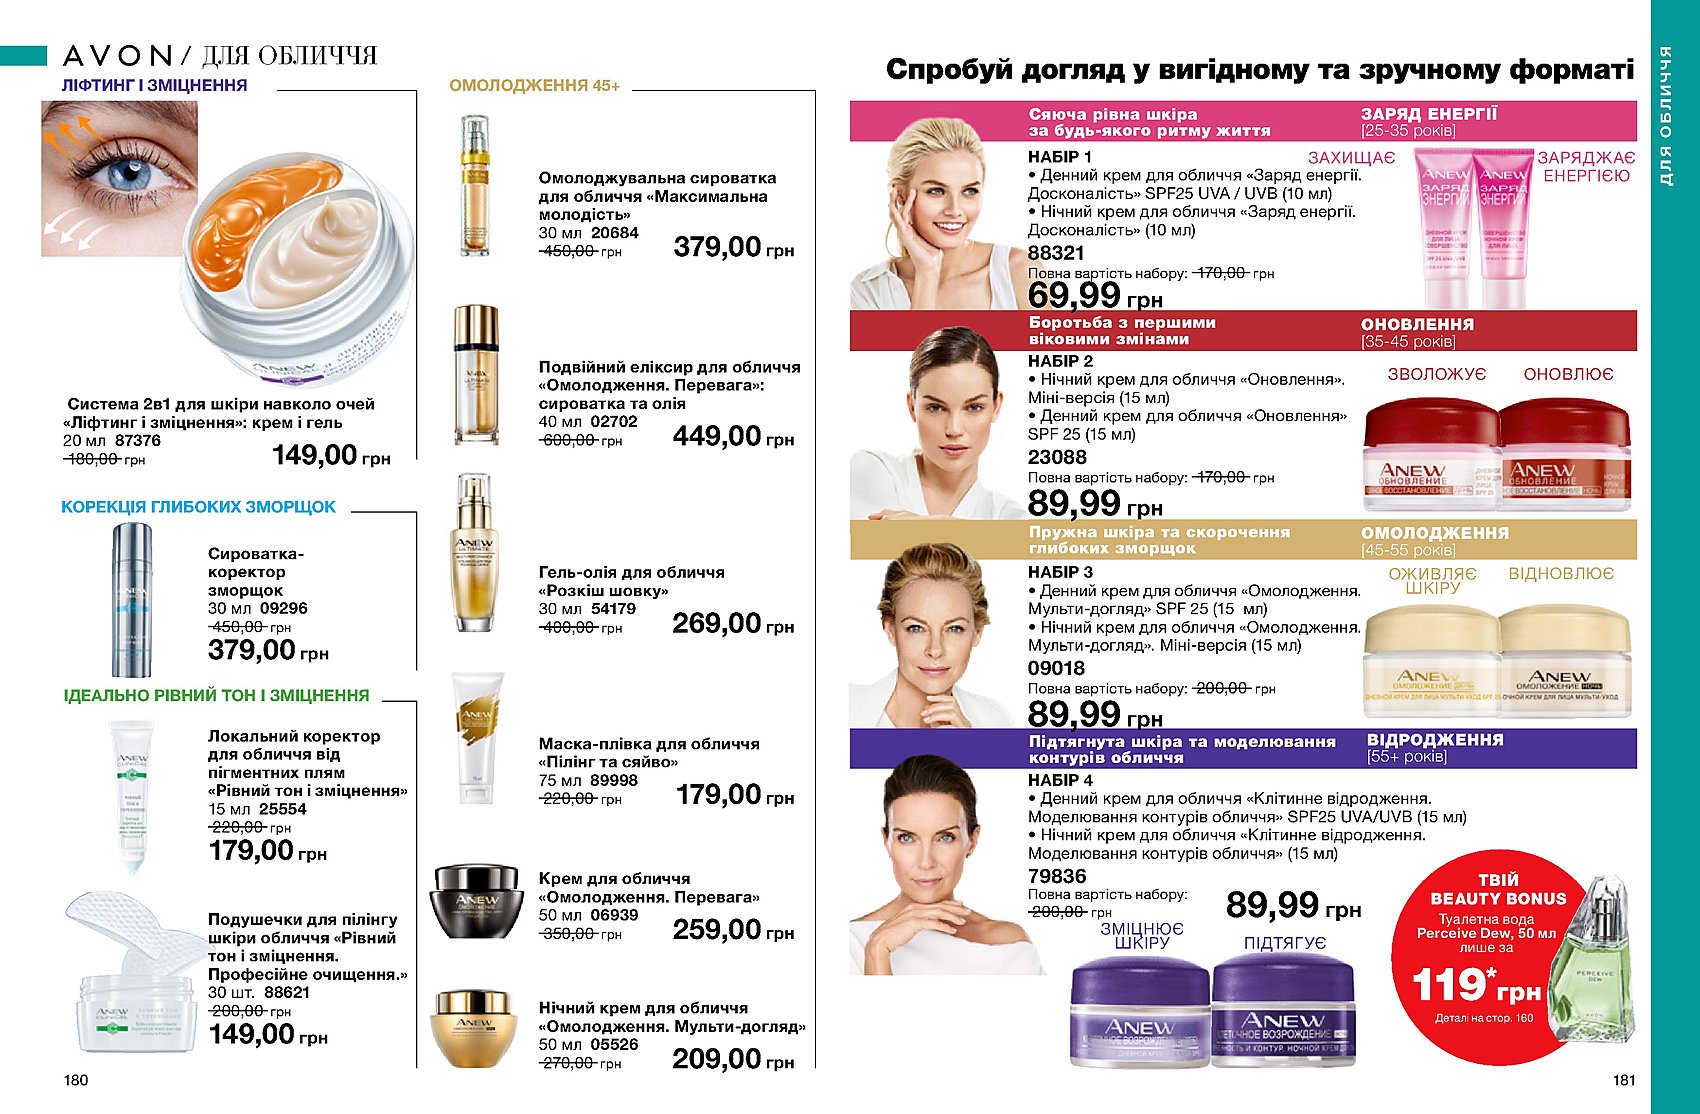 AVON / ДЛЯ ОБЛИЧЧЯ
ЛІФТИНГ І ЗМІЦНЕННЯ
Система 2в1 для шкіри навколо очей
«Ліфтинг і зміцнення»: крем і гель
20 мл 87376
180,00 грн
149,00 грн
КОРЕКЦІЯ ГЛИБОКИХ ЗМОРЩОК
Сироватка-
коректор
зморщок
30 мл 09296
450,00 грн
379,00 грн
ІДЕАЛЬНО РІВНИЙ ТОН І ЗМІЦНЕННЯ
Локальний коректор
для обличчя від
пігментних плям
«Рівний тон і зміцнення»
15 мл 25554
220,00 грн
179,00 грн
Подушечки для пілінгу
шкіри обличчя «Рівний
тон і зміцнення.
Професійне очищення.»
30 шт. 88621
200,00 грн
149,00 грн
180
ОМОЛОДЖЕННЯ 45+
Омолоджувальна сироватка
для обличчя «Максимальна
молодість»
30 мл 20684
450,00 грн
379,00 грн
Подвійний еліксир для обличчя
«Омолодження. Перевага»:
сироватка та олія
40 мл 02702
600,00 грн
449,00 грн
Гель-олія для обличчя
«Розкіш шовку»
30 мл 54179
400,00 грн
269,00 грн
Маска-плівка для обличчя
«Пілінг та сяйво»
75 мл 89998
220,00 грн
179,00 грн
Крем для обличчя
«Омолодження. Перевага»
50 мл 06939
350,00 грн
259,00 грн
Нічний крем для обличчя
«Омолодження. Мульти-догляд»
50 мл 05526
270,00 грн
209,00 грн
Спробуй догляд у вигідному та зручному форматі
Сяюча рівна шкіра
за будь-якого ритму життя
ЗАРЯД ЕНЕРГІЇ
[25-35 років]
НАБІР 1
• Денний крем для обличчя «Заряд енергії.
Досконалість» SPF25 UVA / UVB (10 мл)
• Нічний крем для обличчя «Заряд енергії.
Досконалість» (10 мл)
88321
Повна вартість набору: 170,00 грн
69,99 грн
ЗАХИЩАЄ
ЗАРЯДЖАЄ
ЕНЕРГІЄЮ
ANEW
ЗАРЯД
ЭНЕРГИИ
ANEW
ЗАРЯД
ЭНЕРГИИ
Боротьба з першими
віковими змінами
ОНОВЛЕННЯ
[35-45 років]
НАБІР 2
• Нічний крем для обличчя «Оновлення».
Міні-версія (15 мл)
• Денний крем для обличчя «Оновлення»
SPF 25 (15 мл)
23088
Повна вартість набору: 170,00 грн
89,99 грн
ЗВОЛОЖУЄ
ОНОВЛЮЄ
ANEW
ОБНОВЛЕНИЕ
ANEW
ОБНОВЛЕНИЕ
Пружна шкіра та скорочення
глибоких зморщок
ОМОЛОДЖЕННЯ
[45-55 років]
НАБІР 3
• Денний крем для обличчя «Омолодження.
Мульти-догляд» SPF 25 (15 мл)
• Нічний крем для обличчя «Омолодження.
Мульти-догляд». Міні-версія (15 мл)
09018
Повна вартість набору: 200,00 грн
89,99 грн
ОЖИВЛЯЄ
ШКІРУ
ВІДНОВЛЮЄ
ANEW
ОМОЛОЖЕНИЕ
ANEW
ОМОЛОЖЕНИЕ НОЧЬ
Підтягнута шкіра та моделювання
контурів обличчя
ВІДРОДЖЕННЯ
[55+ років]
НАБІР 4
• Денний крем для обличчя «Клітинне відродження.
Моделювання контурів обличчя» SPF25 UVA/UVB (15 мл)
• Нічний крем для обличчя «Клітинне відродження.
Моделювання контурів обличчя» (15 мл)
79836
Повна вартість набору:
200,00 грн
89,99 грн
ЗМІЦНЮЄ
ШКІРУ
ПІДТЯГУЄ
ANEW
ANEW
ТВІЙ
BEAUTY BONUS
Туалетна вода
Perceive Dew, 50 мл
лише за
119* грн
Деталі на стор. 160
PERCEIVE
DEW
AVON
181
ДЛЯ ОБЛИЧЧЯ